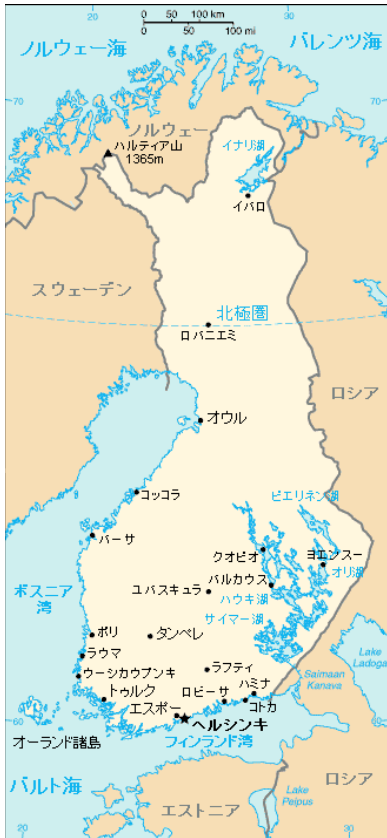 20
0 50 100 km
0 50 100 mi
30
ノルウェー海
バレンツ海
70
70
ノルウェー
ハルティア山
1365m
イナリ湖
イバロ
スウェーデン
北極圏
ロバニエミ
ロシア
オウル
コッコラ
ピエリネン湖
バーサ
クオピオ
ヨエンスー
オリ湖
バルカウス
ユバスキュラ
ハウキ湖
サイマー湖
ボスニア
湾
ポリ
タンペレ
ラウマ
ラフティ
ウーシカウプンキ
トゥルク
ロビーサ
ハミナ
コトカ
エスポー
ヘルシンキ
Lake
Ladoga
Saimaan
Kanava
60
60
オーランド諸島
フィンランド湾
バルト海
エストニア
ロシア
Lake
Peipus
20
30